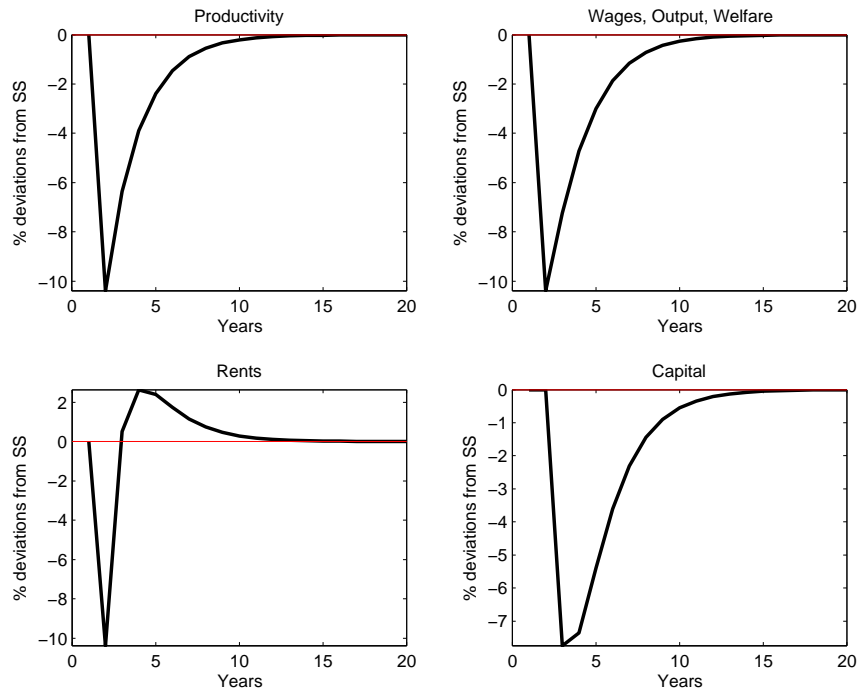 Productivity
0
−2
−4
−6
−8
−10
% deviations from SS
0 5 10 15 20
Years
Wages, Output, Welfare
0
−2
−4
−6
−8
−10
% deviations from SS
0 5 10 15 20
Years
Rents
2
0
−2
−4
−6
−8
−10
% deviations from SS
0 5 10 15 20
Years
Capital
0
−1
−2
−3
−4
−5
−6
−7
% deviations from SS
0 5 10 15 20
Years